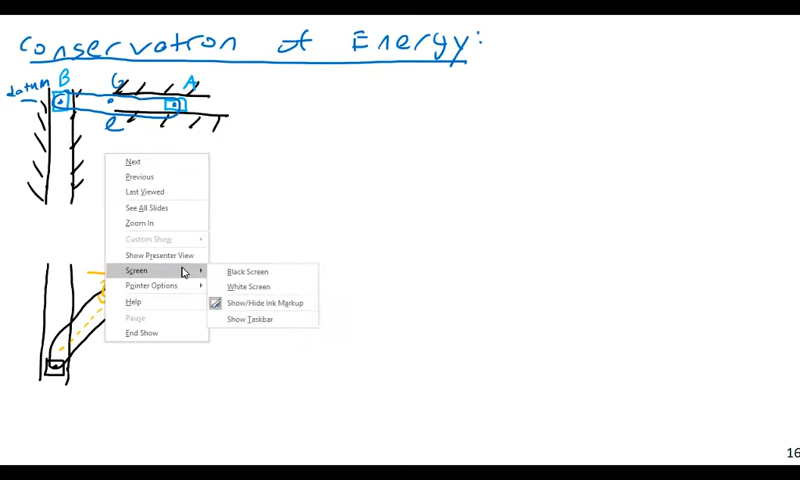 Conservation of Energy:
datum B G A
l
Next
Previous
Last Viewed
See All Slides
Zoom In
Custom Show
Show Presenter View
Screen
Black Screen
Pointer Options
White Screen
Help
Show/Hide Ink Markup
Pause
Show Taskbar
End Show
16